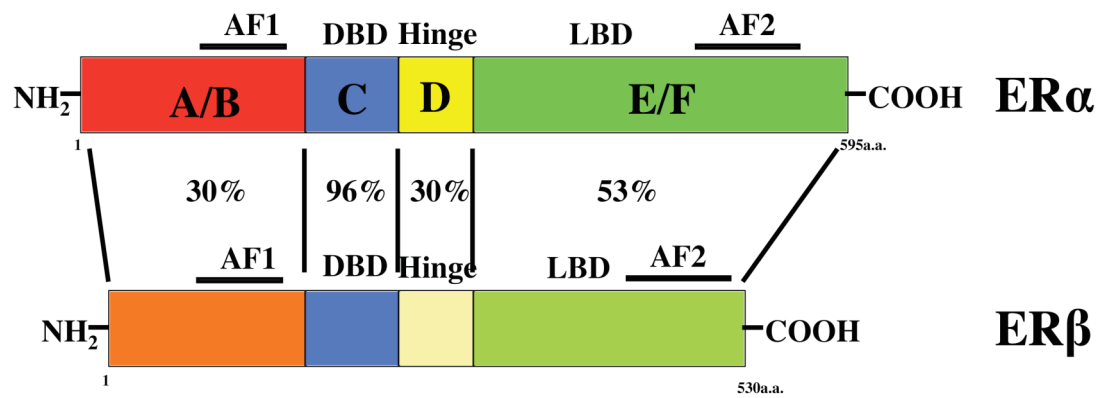 AF1 DBD Hinge LBD AF2
NH2 A/B C D E/F COOH ERα
1 595a.a.
30% 96% 30% 53%
AF1 DBD Hinge LBD AF2
NH2 COOH ERβ
1 530a.a.